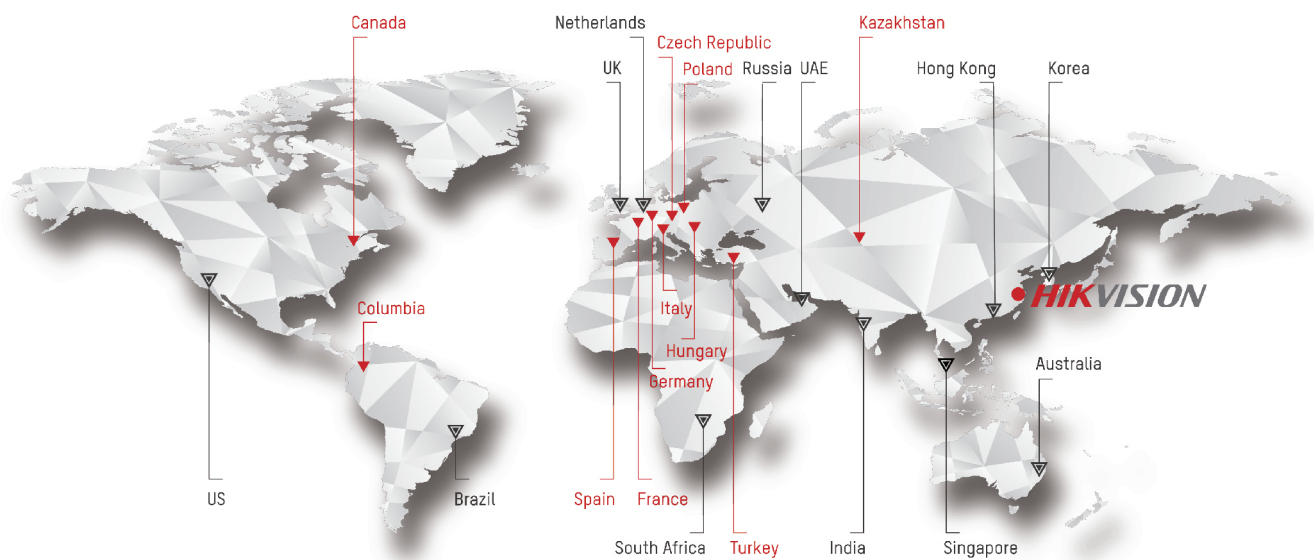 Canada
Netherlands
Kazakhstan
Czech Republic
UK
Poland
Russia
UAE
Hong Kong
Korea
HIKVISION
Columbia
Italy
Hungary
Germany
Australia
US
Brazil
Spain
France
South Africa
Turkey
India
Singapore